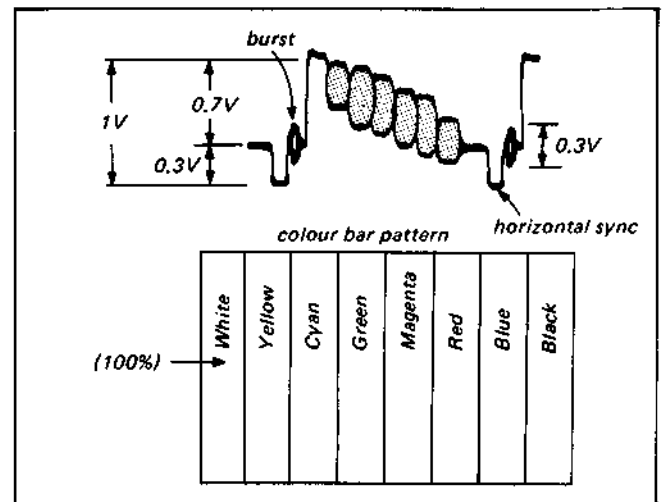 burst
0.7V
1V
0.3V
0.3V
horizontal sync
colour bar pattern
(100%)
White
Yellow
Cyan
Green
Magenta
Red
Blue
Black